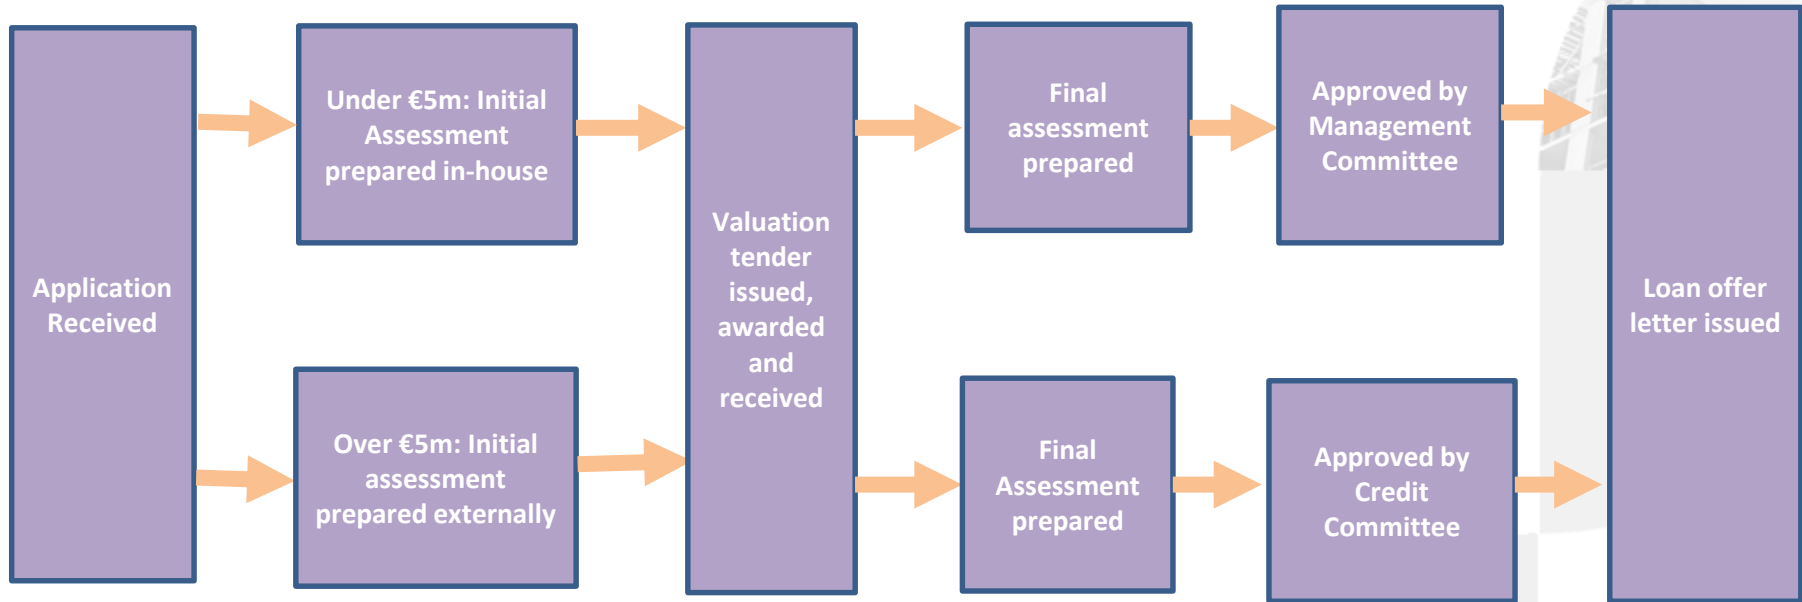 Application
Received
Under €5m: Initial
Assessment
prepared in-house
Over €5m: Initial
assessment
prepared externally
Valuation
tender
issued,
awarded
and
received
Final
assessment
prepared
Approved by
Management
Committee
Final
Assessment
prepared
Approved by
Credit
Committee
Loan offer
letter issued